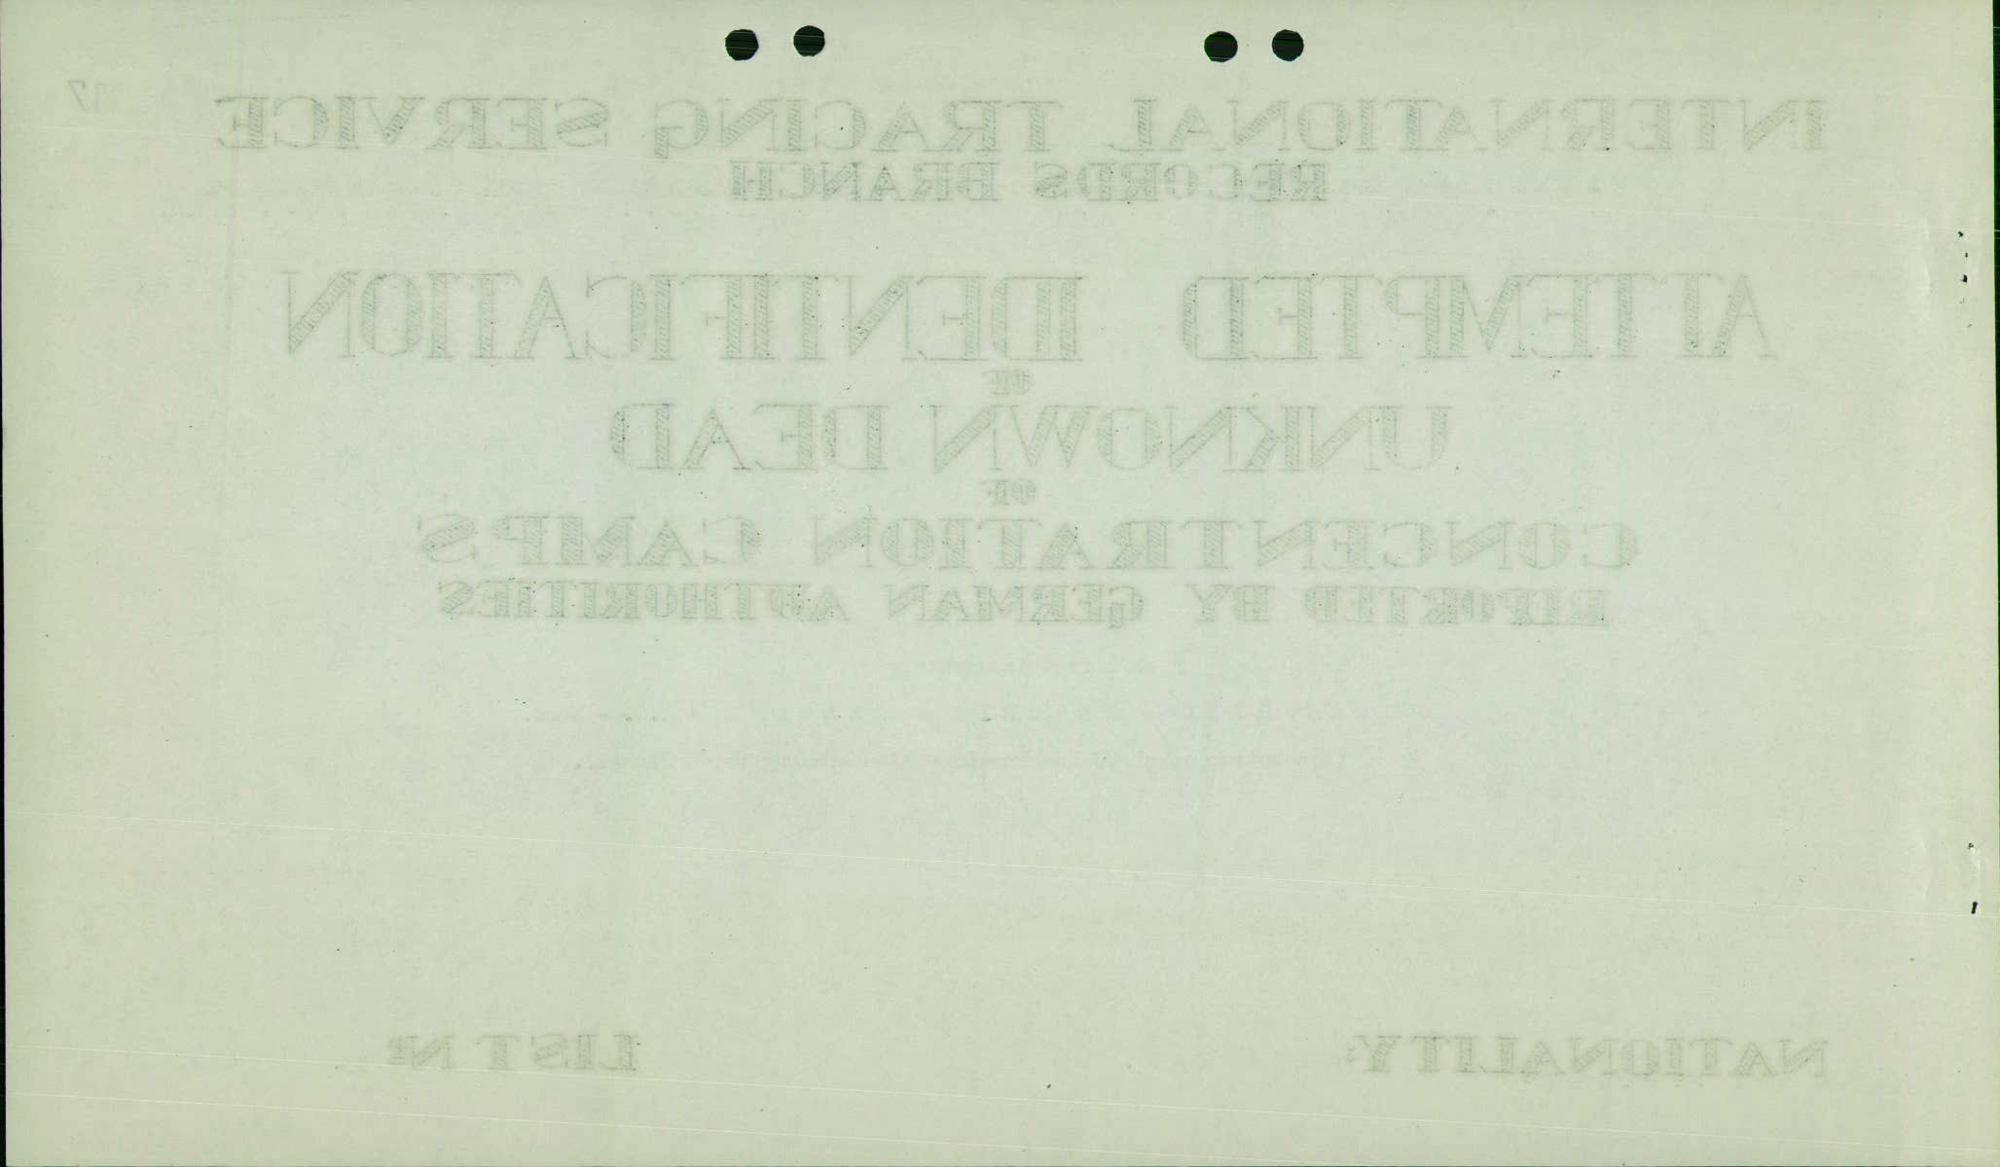 17
INTERNATIONAL TRACING SERVICE
RECORDS BRANCH
ATTEMPTED IDENTIFICATION
OF
UNKNOWN DEAD
OF
CONCENTRATION CAMPS
REPORTED BY GERMAN AUTHORITIES
NATIONALITY: LIST Nº